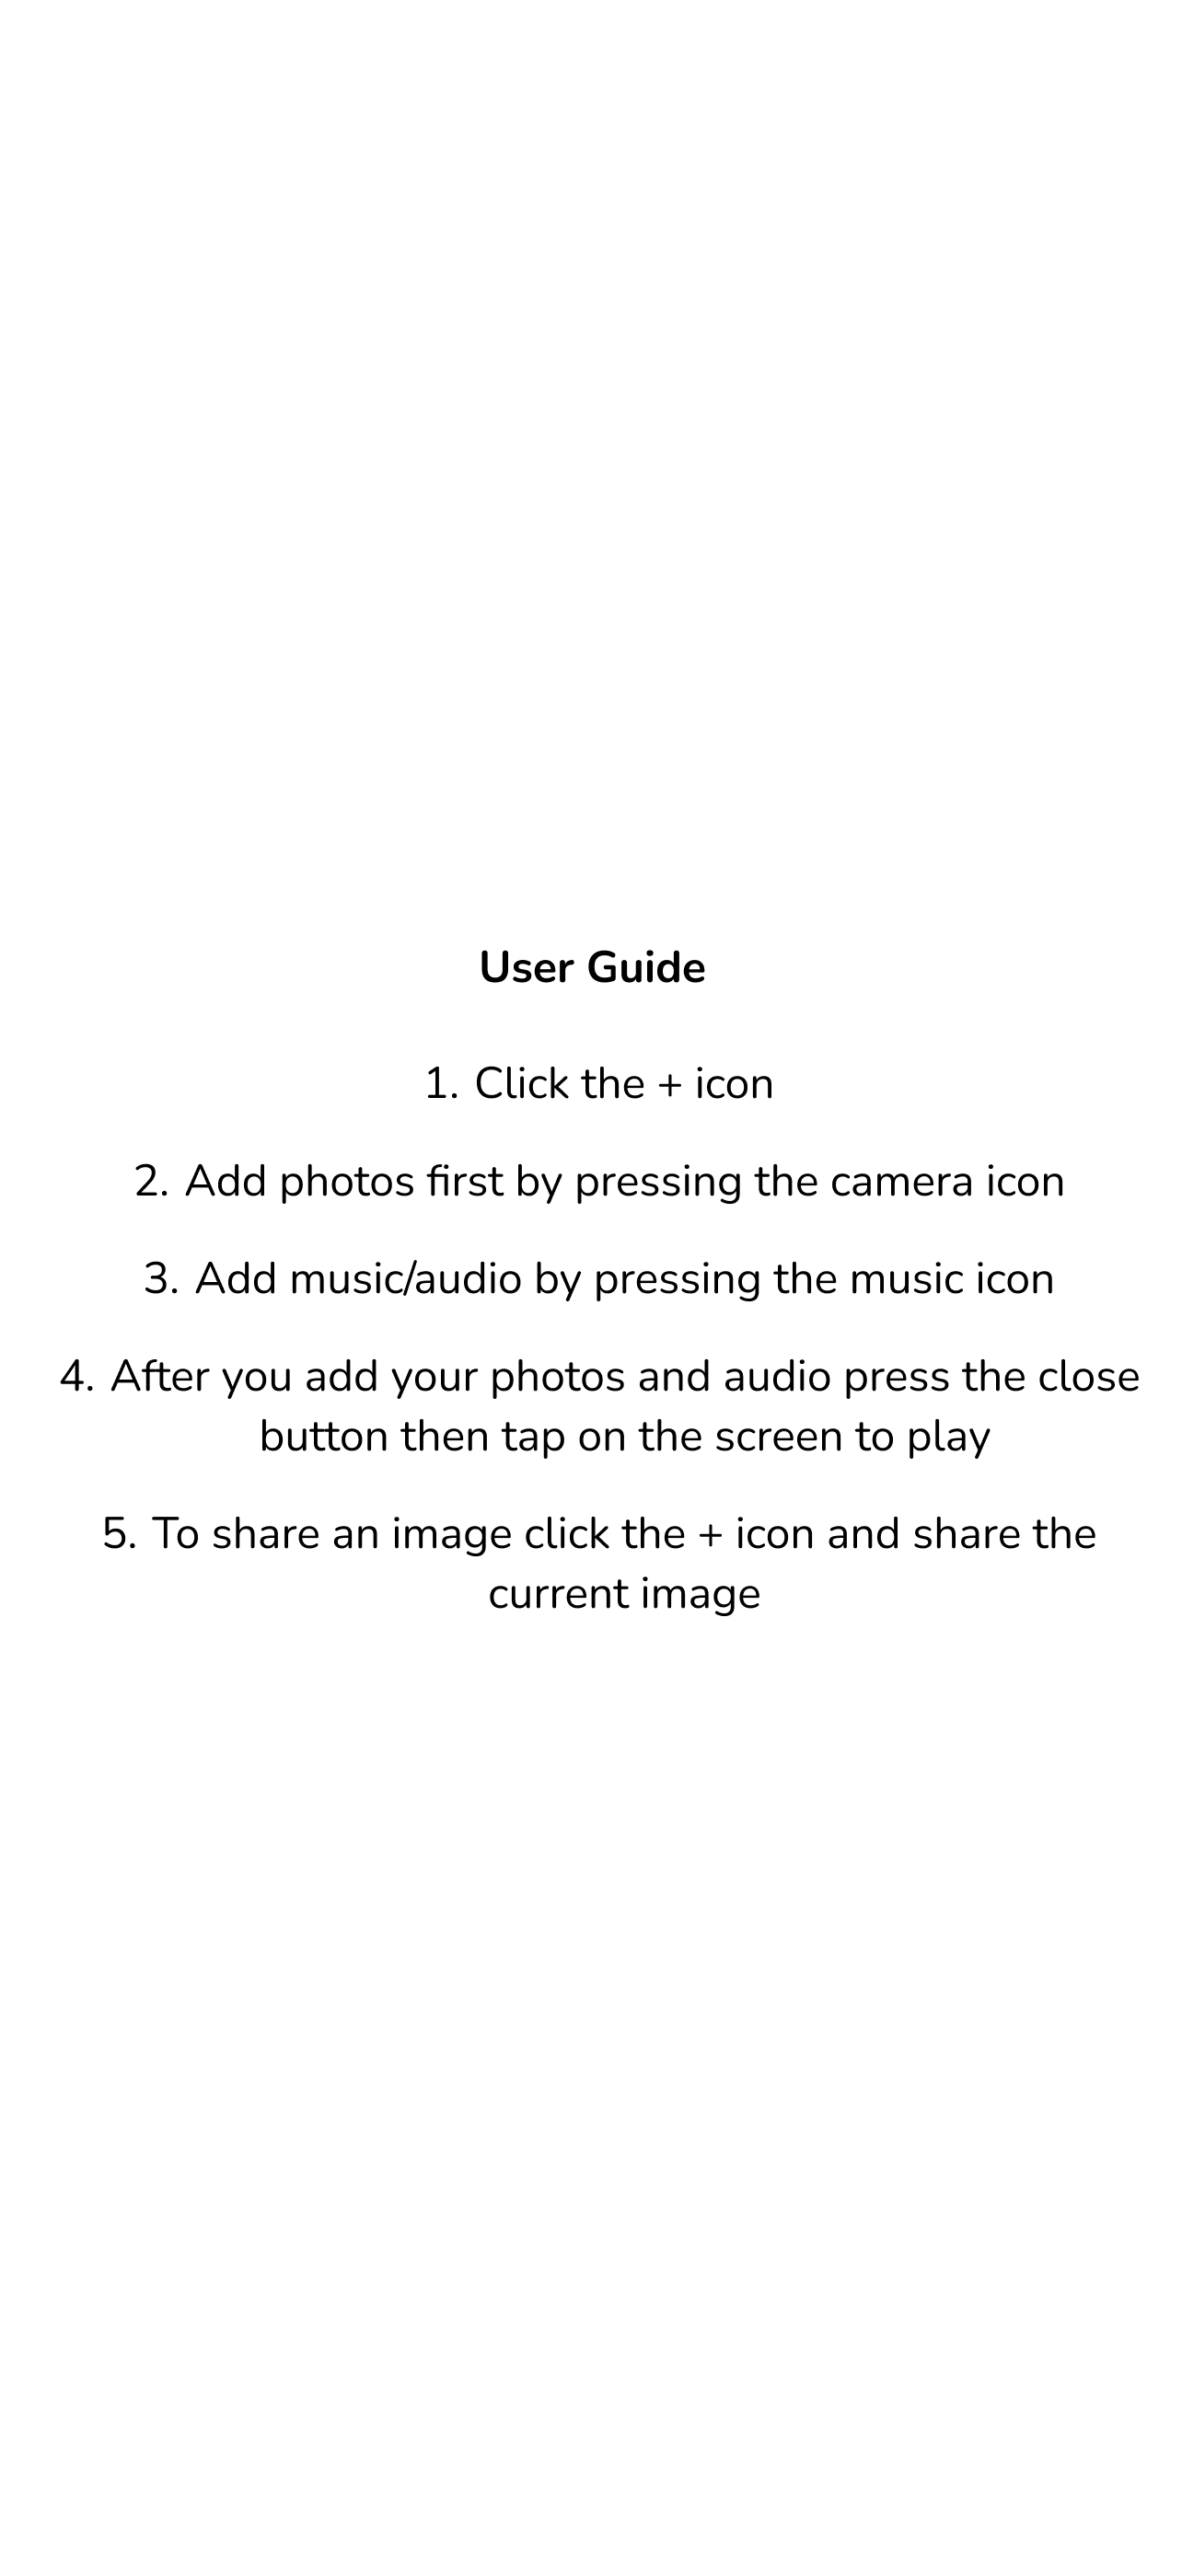 User Guide
1. Click the + icon
2. Add photos first by pressing the camera icon
3. Add music/audio by pressing the music icon
4. After you add your photos and audio press the close
button then tap on the screen to play
5. To share an image click the + icon and share the
current image